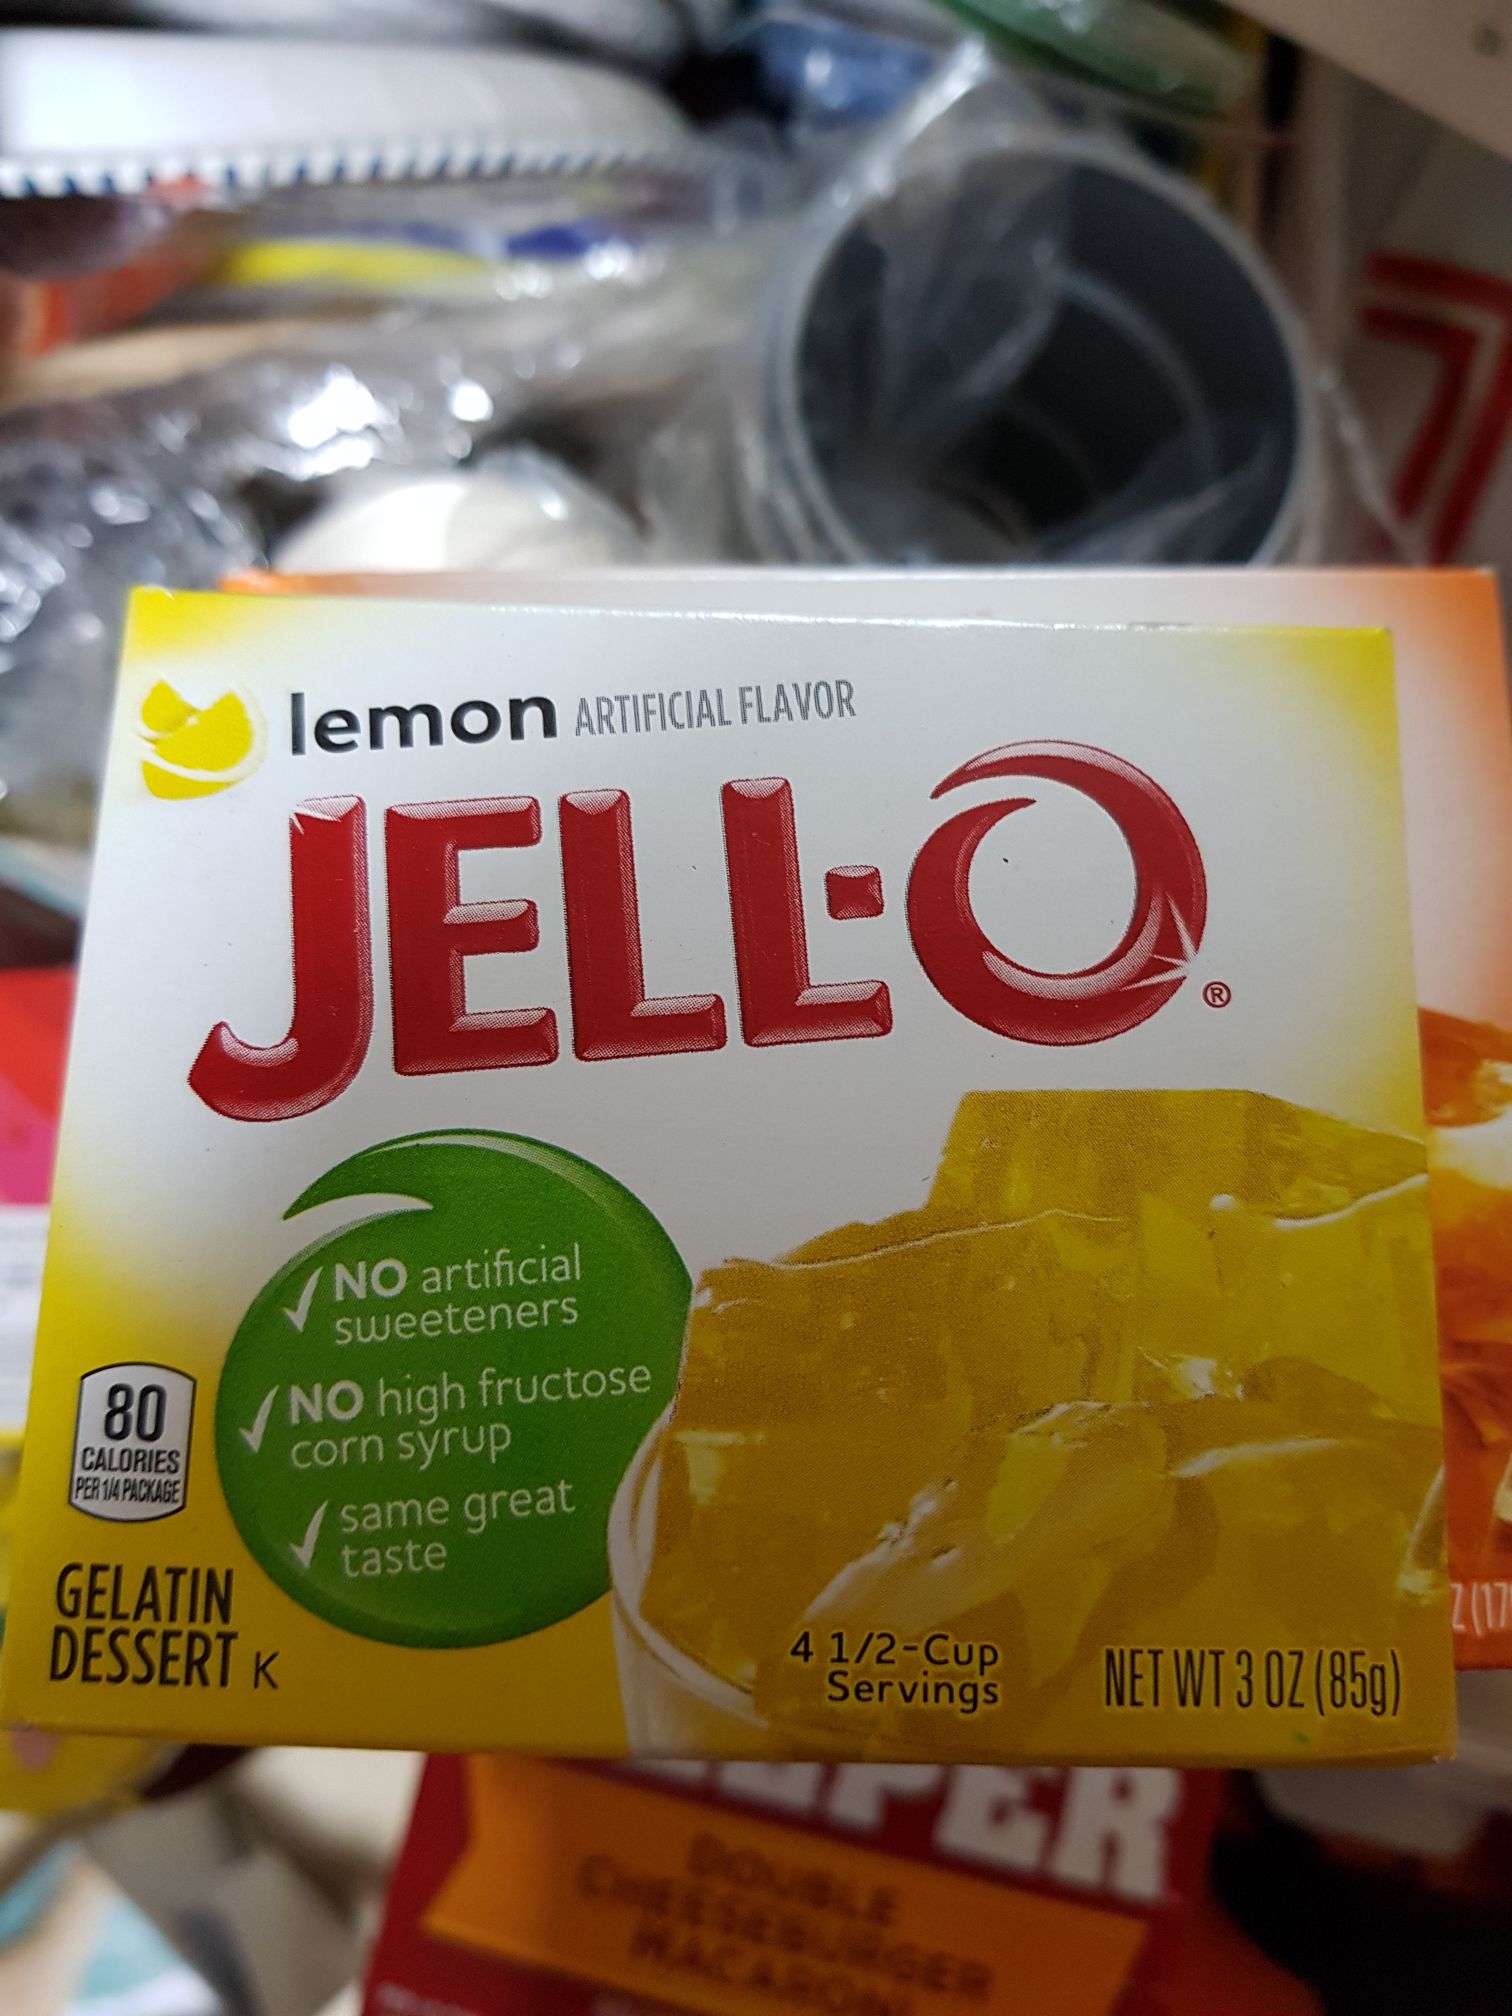 lemon ARTIFICIAL FLAVOR
JELL-O®
NO artificial
sweeteners
NO high fructose
corn syrup
same great
taste
80
CALORIES
PER 1/4 PACKAGE
GELATIN
DESSERT K
4 1/2-Cup
Servings
NET WT 3 OZ (85g)
DOUBLE
CHEESEBURGER
MACARONI